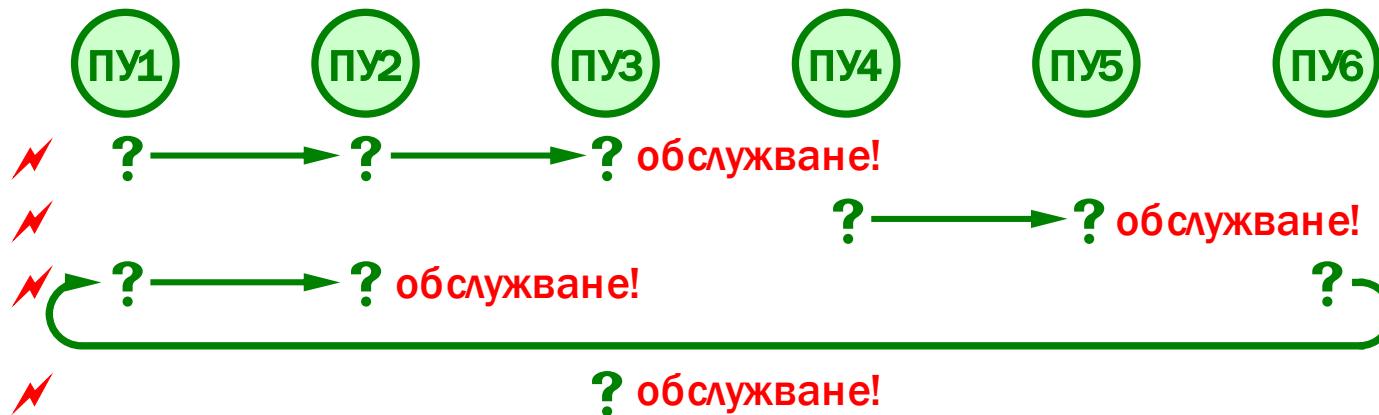 ПУ1 ПУ2 ПУ3 ПУ4 ПУ5 ПУ6
? ? ? обслужване!
? ? обслужване!
? ? обслужване! ?
? обслужване!